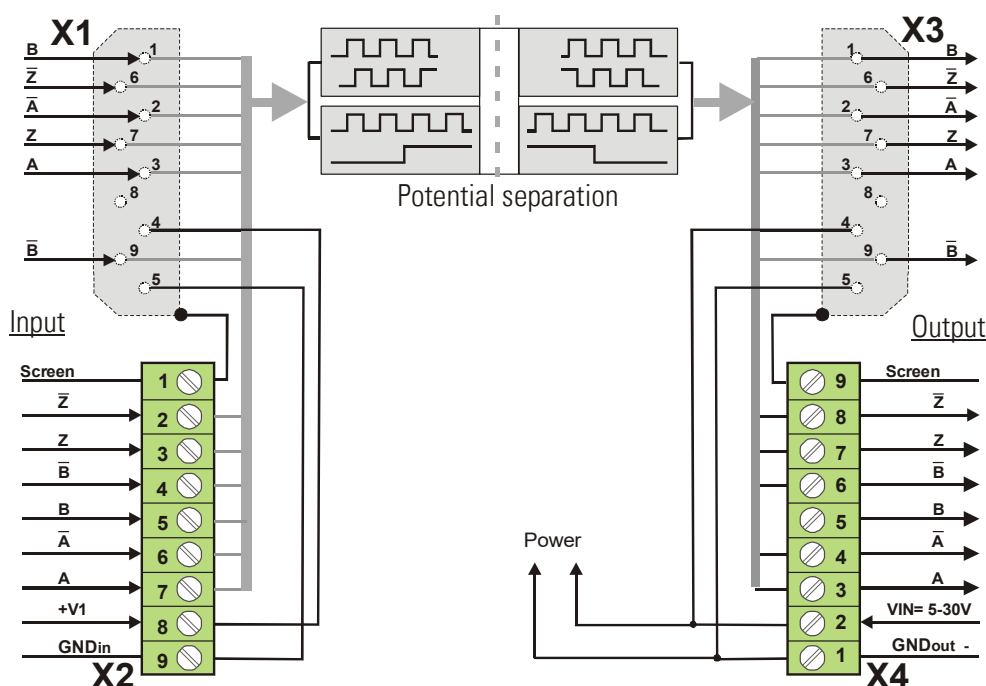 X1
B
Z̅
A̅
Z
A
B̅
1
6
2
7
3
8
4
9
5
Potential separation
X3
1
6
2
7
3
8
4
9
5
B
Z̅
A̅
Z
A
B̅
Input
Screen
Z̅
Z
B̅
B
A̅
A
+V1
GNDin
1
2
3
4
5
6
7
8
9
X2
Power
Output
9
8
7
6
5
4
3
2
1
Screen
Z̅
Z
B̅
B
A̅
A
VIN= 5-30V
GNDout -
X4